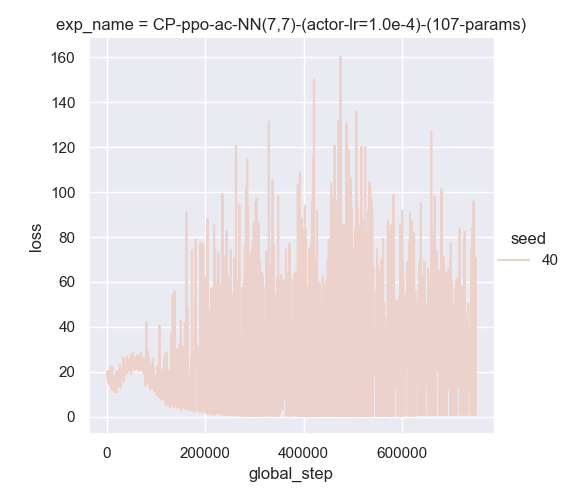 exp_name = CP-ppo-ac-NN(7,7)-(actor-lr=1.0e-4)-(107-params)
160
140
120
100
80
60
40
20
0
loss
0 200000 400000 600000
global_step
seed
40